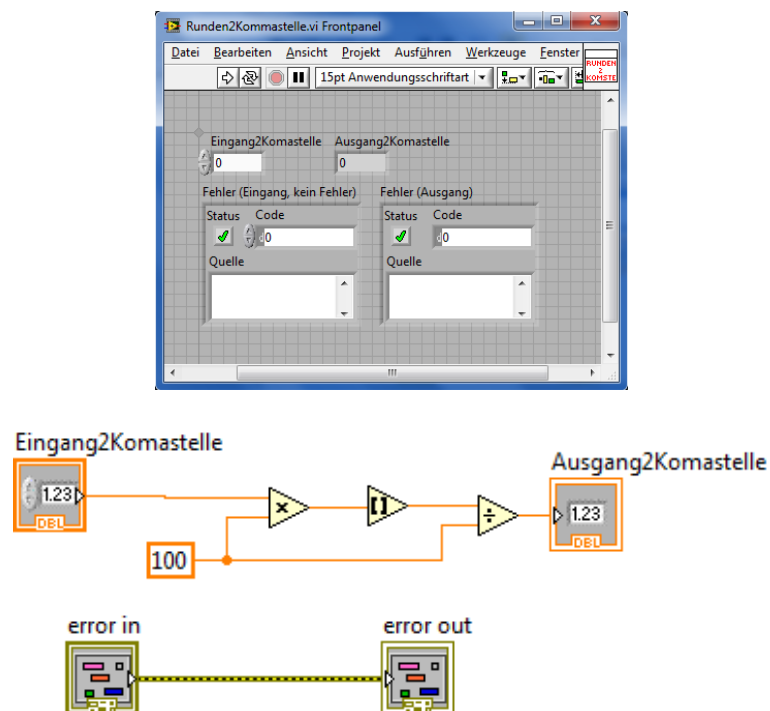 Runden2Kommastelle.vi Frontpanel
Datei Bearbeiten Ansicht Projekt Ausführen Werkzeuge Fenster
15pt Anwendungsschriftart
RUNDEN
2
KOMSTE
Eingang2Komastelle Ausgang2Komastelle
0 0
Fehler (Eingang, kein Fehler) Fehler (Ausgang)
Status Code Status Code
0 0
Quelle Quelle
Eingang2Komastelle
Ausgang2Komastelle
1.23
DBL
1.23
DBL
100
error in error out